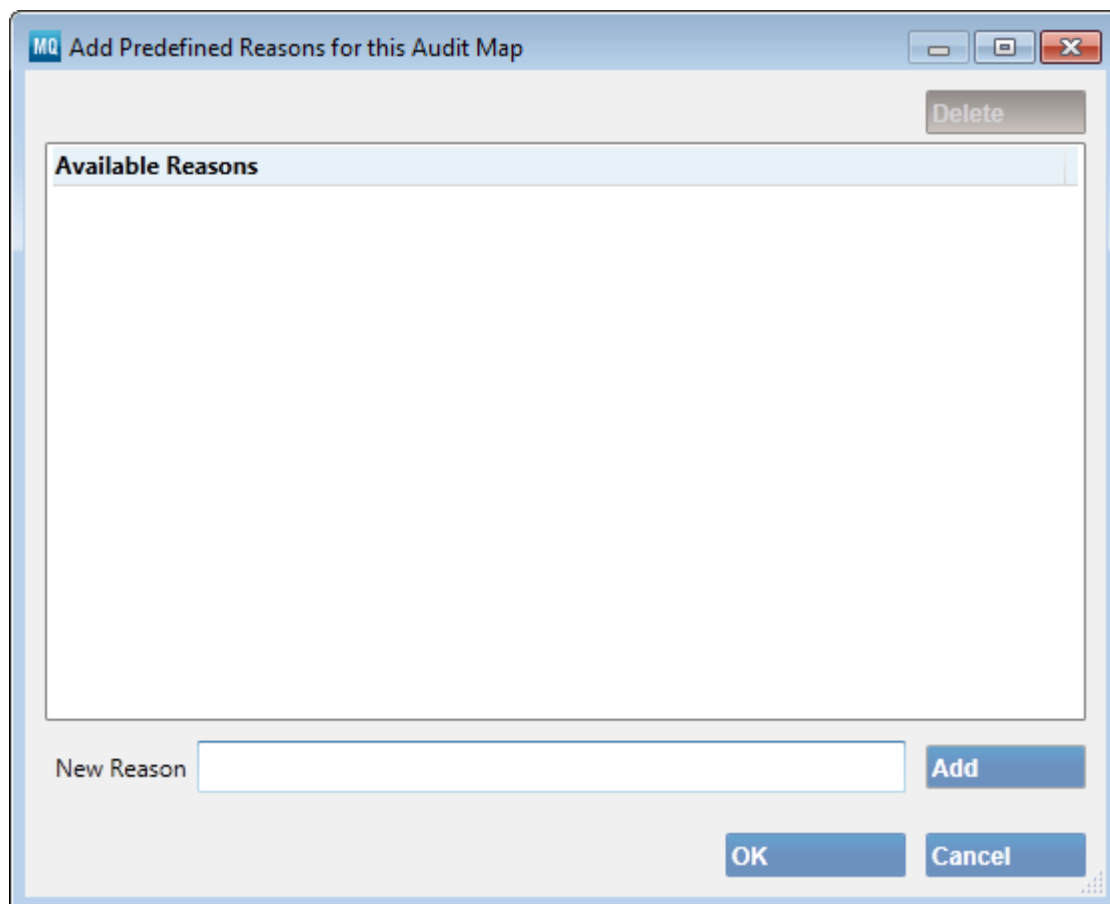 MQ Add Predefined Reasons for this Audit Map
Delete
Available Reasons
New Reason
Add
OK
Cancel